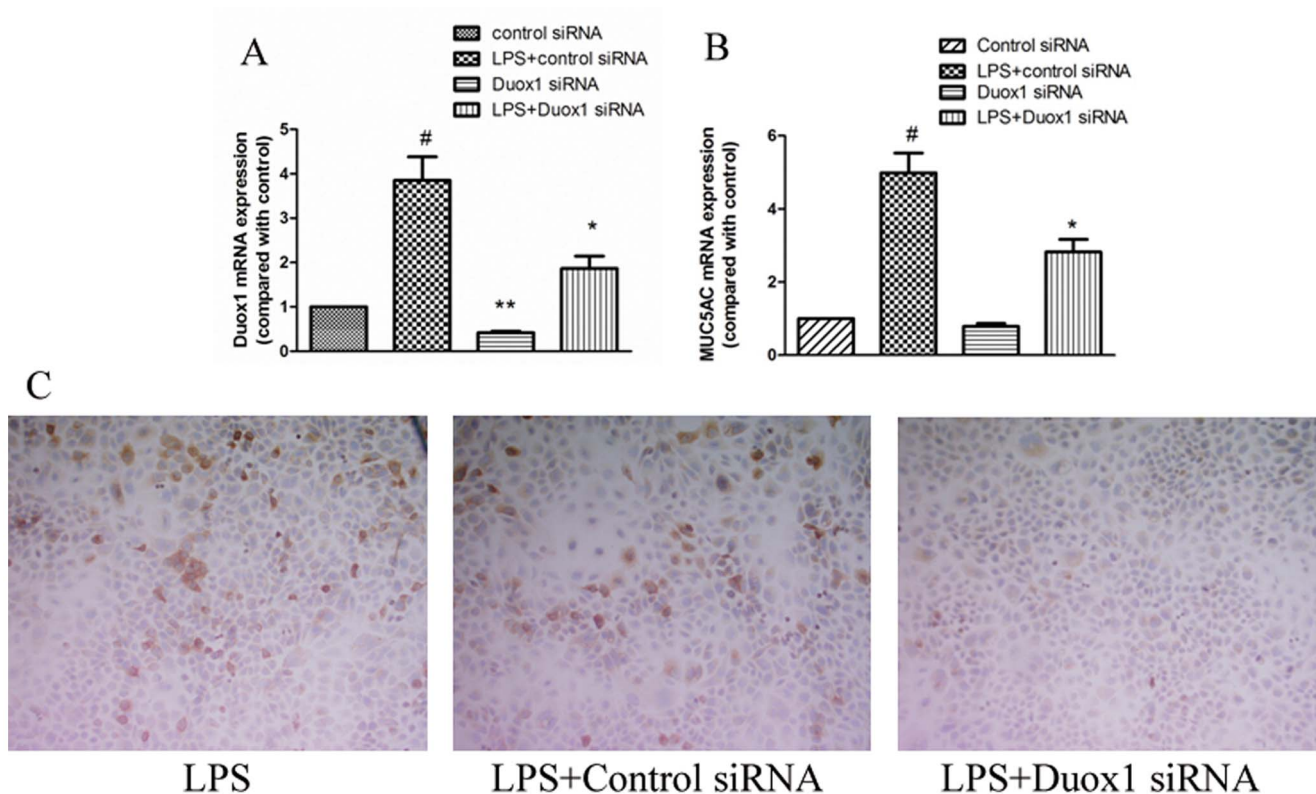 A
control siRNA
LPS+control siRNA
Duox1 siRNA
LPS+Duox1 siRNA
Duox1 mRNA expression
(compared with control)
5
4
3
2
1
0
#
**
*
B
Control siRNA
LPS+control siRNA
Duox1 siRNA
LPS+Duox1 siRNA
MUC5AC mRNA expression
(compared with control)
6
4
2
0
#
*
C
LPS
LPS+Control siRNA
LPS+Duox1 siRNA